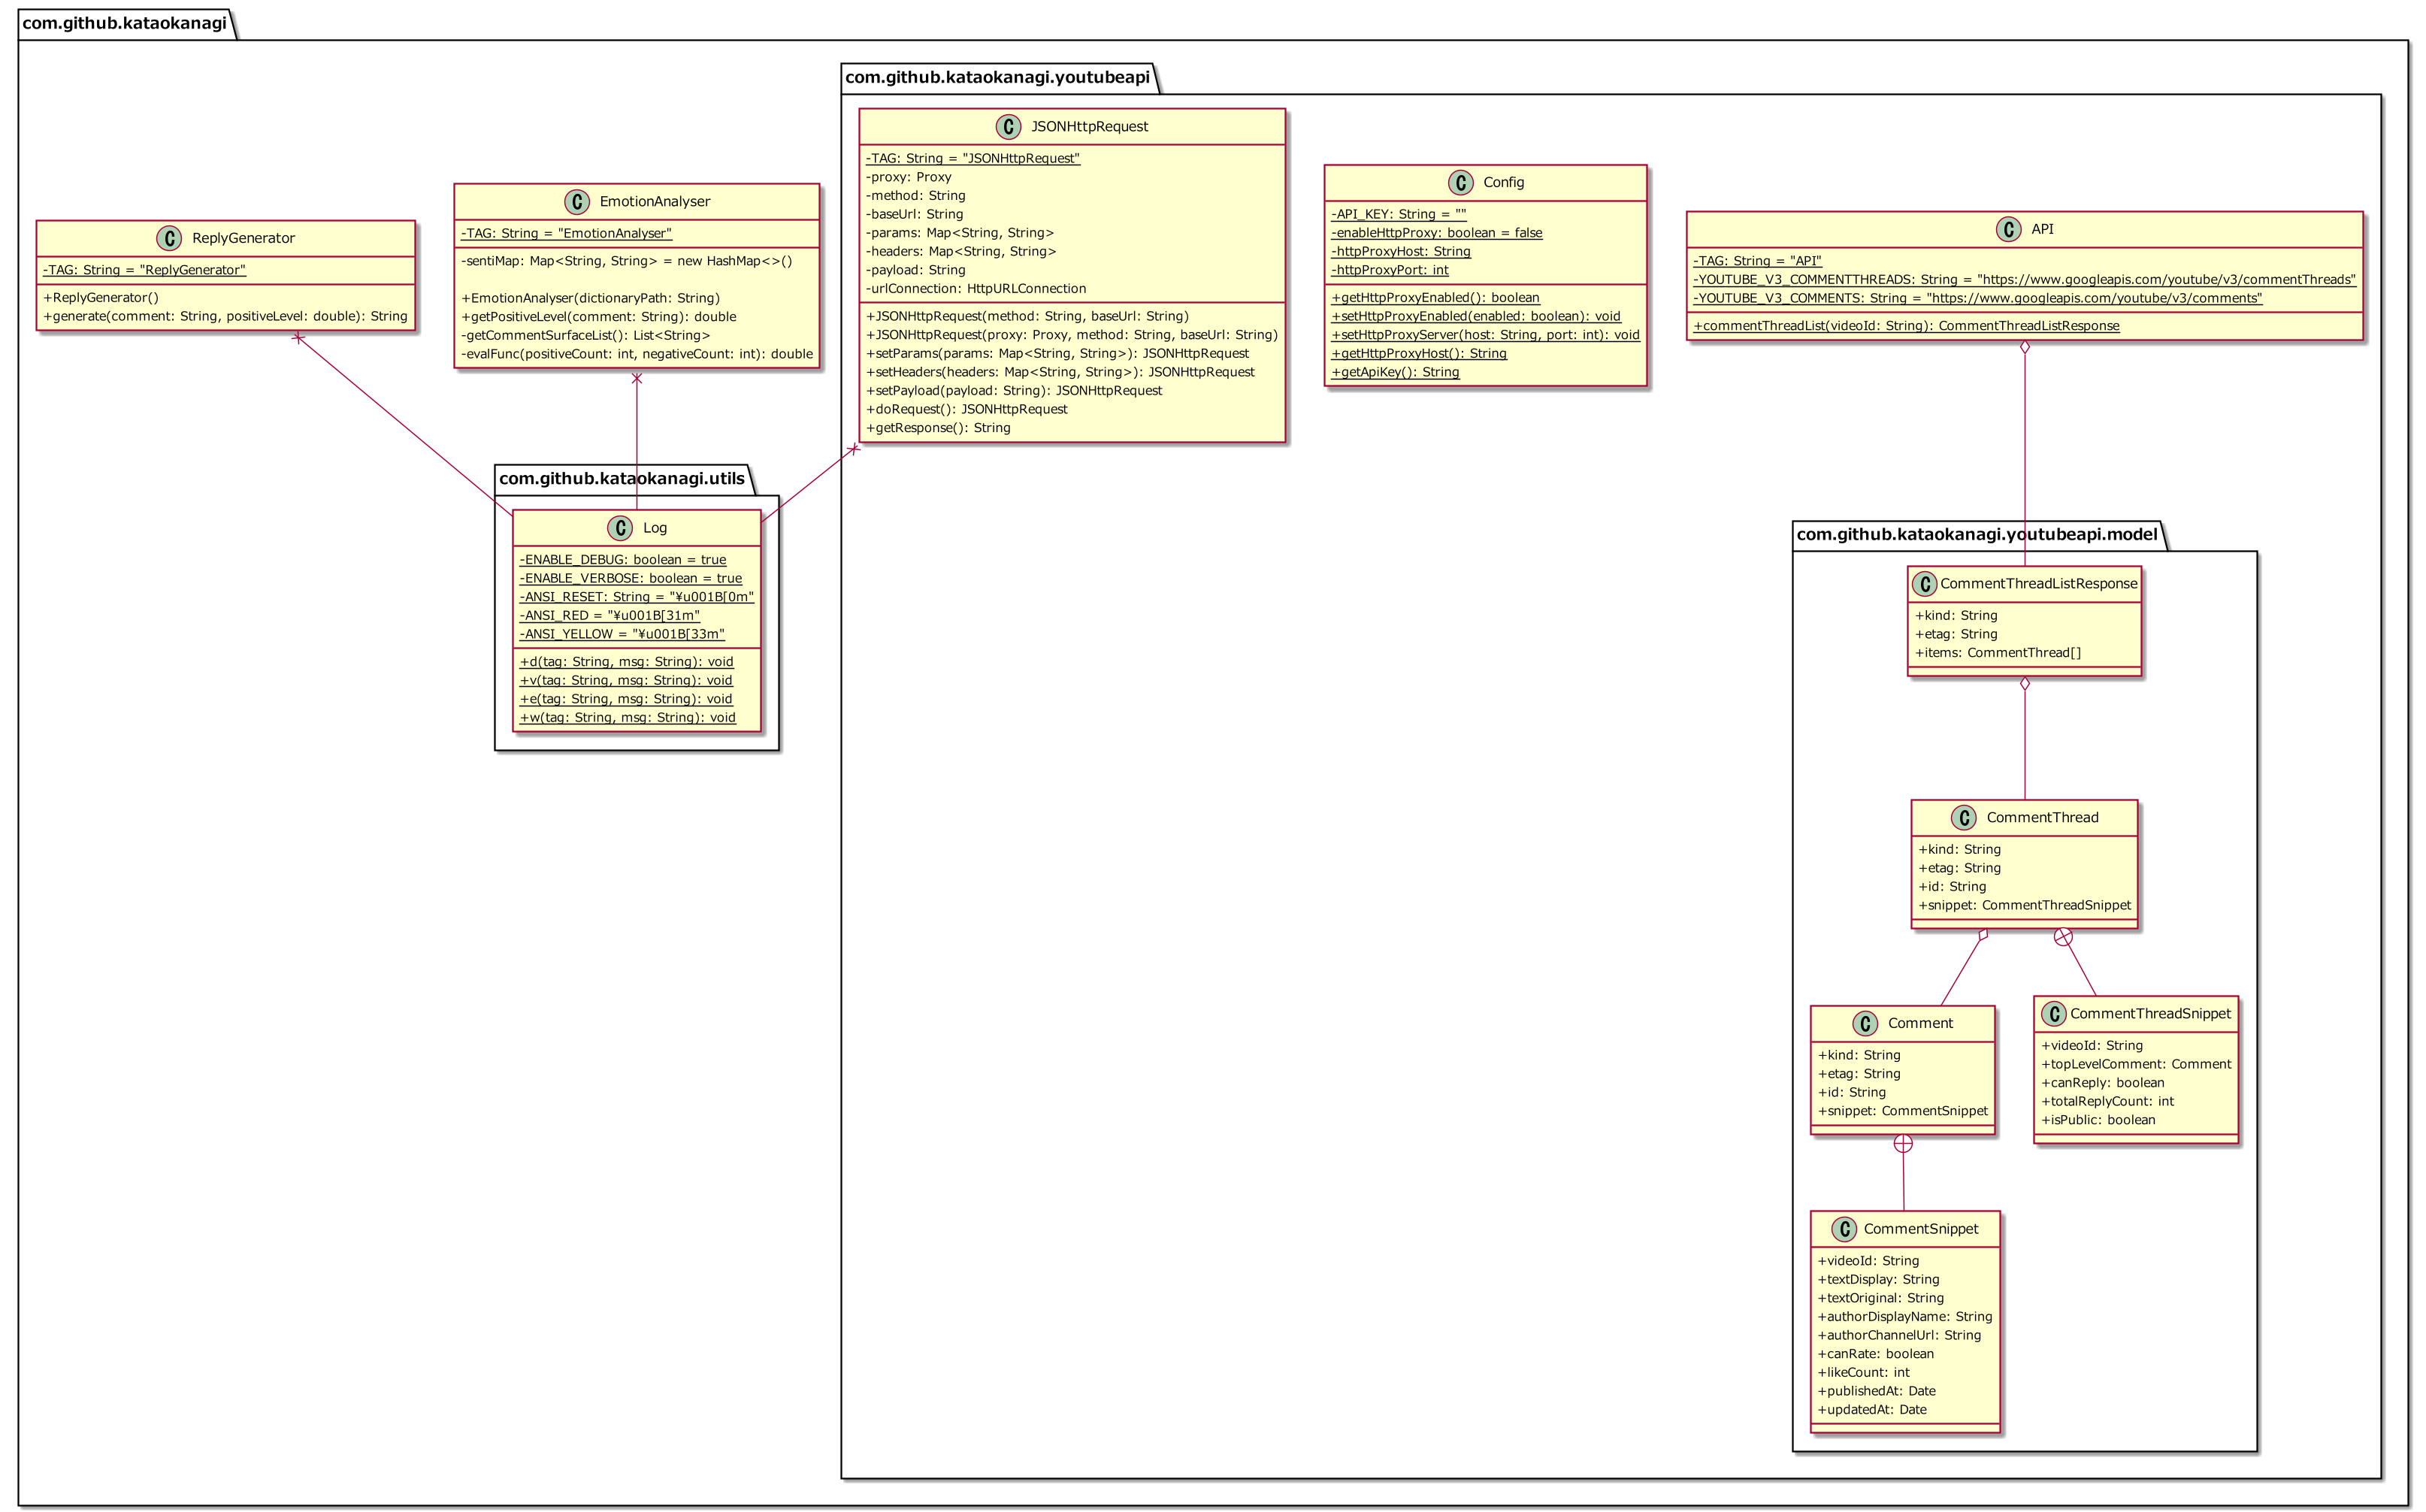 com.github.kataokanagi
com.github.kataokanagi.youtubeapi
C JSONHttpRequest
-TAG: String = "JSONHttpRequest"
-proxy: Proxy
-method: String
-baseUrl: String
-params: Map<String, String>
-headers: Map<String, String>
-payload: String
-urlConnection: HttpURLConnection
+JSONHttpRequest(method: String, baseUrl: String)
+JSONHttpRequest(proxy: Proxy, method: String, baseUrl: String)
+setParams(params: Map<String, String>): JSONHttpRequest
+setHeaders(headers: Map<String, String>): JSONHttpRequest
+setPayload(payload: String): JSONHttpRequest
+doRequest(): JSONHttpRequest
+getResponse(): String
C Config
-API_KEY: String = ""
-enableHttpProxy: boolean = false
-httpProxyHost: String
-httpProxyPort: int
+getHttpProxyEnabled(): boolean
+setHttpProxyEnabled(enabled: boolean): void
+setHttpProxyServer(host: String, port: int): void
+getHttpProxyHost(): String
+getApiKey(): String
C API
-TAG: String = "API"
-YOUTUBE_V3_COMMENTTHREADS: String = "https://www.googleapis.com/youtube/v3/commentThreads"
-YOUTUBE_V3_COMMENTS: String = "https://www.googleapis.com/youtube/v3/comments"
+commentThreadList(videoId: String): CommentThreadListResponse
C EmotionAnalyser
-TAG: String = "EmotionAnalyser"
-sentiMap: Map<String, String> = new HashMap<>()
+EmotionAnalyser(dictionaryPath: String)
+getPositiveLevel(comment: String): double
-getCommentSurfaceList(): List<String>
-evalFunc(positiveCount: int, negativeCount: int): double
C ReplyGenerator
-TAG: String = "ReplyGenerator"
+ReplyGenerator()
+generate(comment: String, positiveLevel: double): String
com.github.kataokanagi.utils
C Log
-ENABLE_DEBUG: boolean = true
-ENABLE_VERBOSE: boolean = true
-ANSI_RESET: String = "¥u001B[0m"
-ANSI_RED = "¥u001B[31m"
-ANSI_YELLOW = "¥u001B[33m"
+d(tag: String, msg: String): void
+v(tag: String, msg: String): void
+e(tag: String, msg: String): void
+w(tag: String, msg: String): void
com.github.kataokanagi.youtubeapi.model
C CommentThreadListResponse
+kind: String
+etag: String
+items: CommentThread[]
C CommentThread
+kind: String
+etag: String
+id: String
+snippet: CommentThreadSnippet
C Comment
+kind: String
+etag: String
+id: String
+snippet: CommentSnippet
C CommentThreadSnippet
+videoId: String
+topLevelComment: Comment
+canReply: boolean
+totalReplyCount: int
+isPublic: boolean
C CommentSnippet
+videoId: String
+textDisplay: String
+textOriginal: String
+authorDisplayName: String
+authorChannelUrl: String
+canRate: boolean
+likeCount: int
+publishedAt: Date
+updatedAt: Date